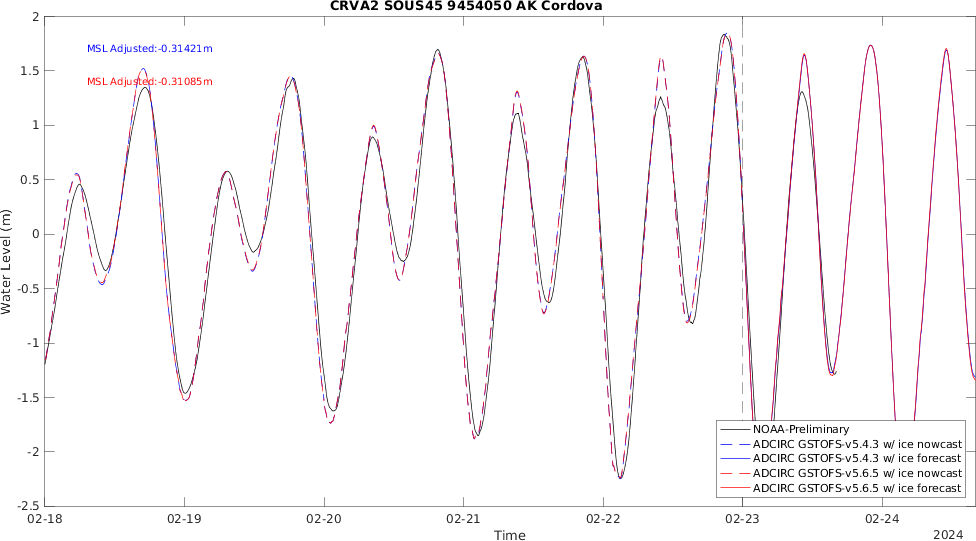 CRVA2 SOUS45 9454050 AK Cordova
MSL Adjusted:-0.31421m
MSL Adjusted:-0.31085m
Water Level (m)
2
1.5
1
0.5
0
-0.5
-1
-1.5
-2
-2.5
NOAA-Preliminary
ADCIRC GSTOFS-v5.4.3 w/ ice nowcast
ADCIRC GSTOFS-v5.4.3 w/ ice forecast
ADCIRC GSTOFS-v5.6.5 w/ ice nowcast
ADCIRC GSTOFS-v5.6.5 w/ ice forecast
02-18 02-19 02-20 02-21 02-22 02-23 02-24
Time
2024